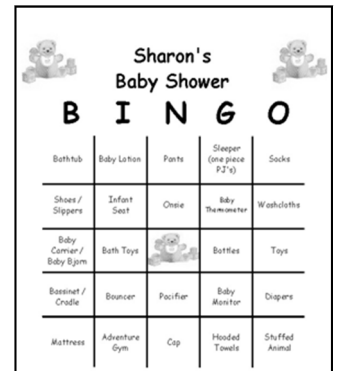 Sharon's
Baby Shower
B I N G O
Bathtub
Baby Lotion
Pants
Sleeper
(one piece
PJ's)
Socks
Shoes /
Slippers
Infant
Seat
Onsie
Baby
Themometer
Washcloths
Baby
Carrier /
Baby Bjorn
Bath Toys
Bottles
Toys
Bassinet /
Cradle
Bouncer
Pacifier
Baby
Monitor
Diapers
Mattress
Adventure
Gym
Cap
Hooded
Towels
Stuffed
Animal